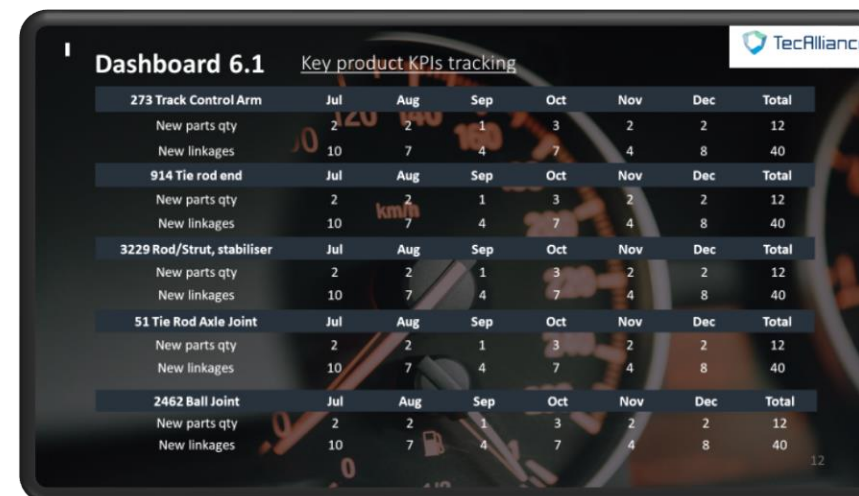 Dashboard 6.1 Key product KPIs tracking
TecAlliance
273 Track Control Arm Jul Aug Sep Oct Nov Dec Total
New parts qty 2 2 1 3 2 2 12
New linkages 10 7 4 7 4 8 40
914 Tie rod end Jul Aug Sep Oct Nov Dec Total
New parts qty 2 2 1 3 2 2 12
New linkages 10 7 4 7 4 8 40
3229 Rod/Strut, stabiliser Jul Aug Sep Oct Nov Dec Total
New parts qty 2 2 1 3 2 2 12
New linkages 10 7 4 7 4 8 40
51 Tie Rod Axle Joint Jul Aug Sep Oct Nov Dec Total
New parts qty 2 2 1 3 2 2 12
New linkages 10 7 4 7 4 8 40
2462 Ball Joint Jul Aug Sep Oct Nov Dec Total
New parts qty 2 2 1 3 2 2 12
New linkages 10 7 4 7 4 8 40
12
120 140
160
km/h
0
0